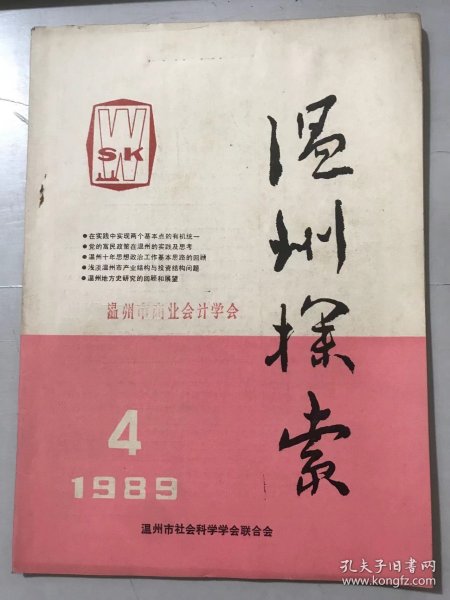 W
SK
温州探索
●在实践中实现两个基本点的有机统一
●党的富民政策在温州的实践及思考
●温州十年思想政治工作基本思路的回顾
●浅谈温州市产业结构与投资结构问题
●温州地方史研究的回顾和展望
温州市商业会计学会
4
1989
温州市社会科学学会联合会
孔夫子旧书网
www.kongfz.com